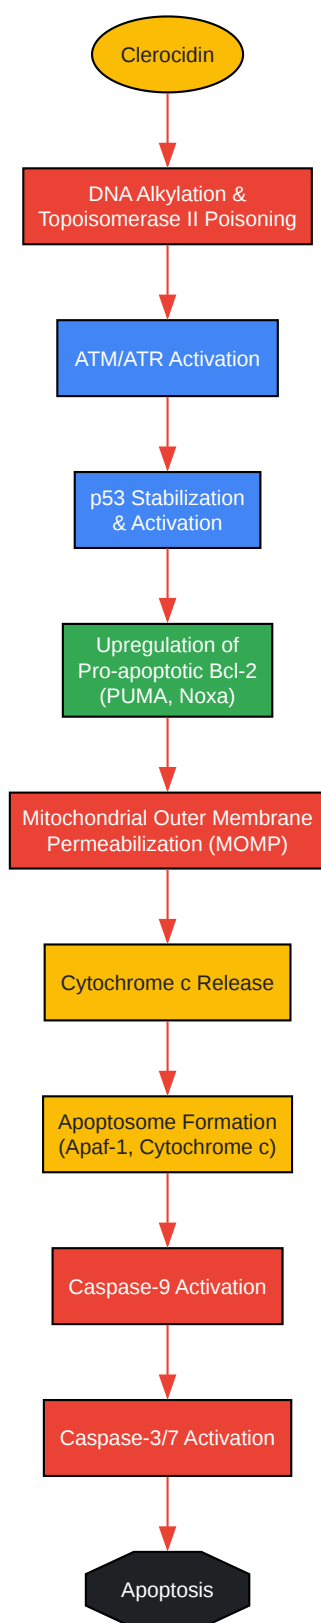 Clerocidin
DNA Alkylation &
Topoisomerase II Poisoning
ATM/ATR Activation
p53 Stabilization
& Activation
Upregulation of
Pro-apoptotic Bcl-2
(PUMA, Noxa)
Mitochondrial Outer Membrane
Permeabilization (MOMP)
Cytochrome c Release
Apoptosome Formation
(Apaf-1, Cytochrome c)
Caspase-9 Activation
Caspase-3/7 Activation
Apoptosis